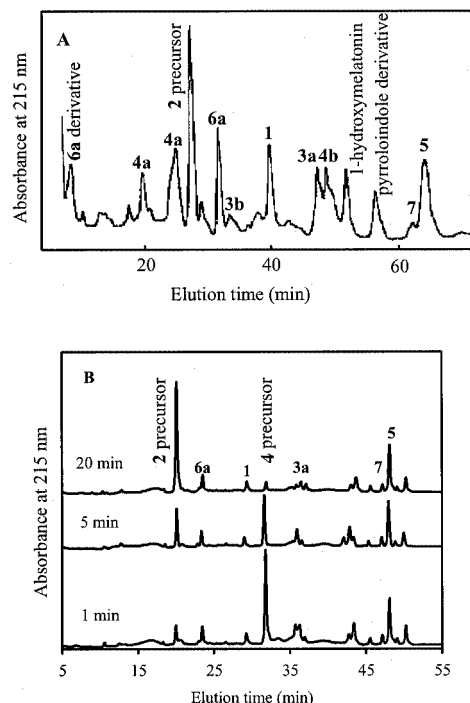 A
Absorbance at 215 nm
6a derivative
4a
4a
2 precursor
6a
3b
1
3a
4b
1-hydroxymelatonin
pyrroloindole derivative
7
5
20
40
60
Elution time (min)
B
Absorbance at 215 nm
2 precursor
6a
1
4 precursor
3a
7
5
20 min
5 min
1 min
5
15
25
35
45
55
Elution time (min)